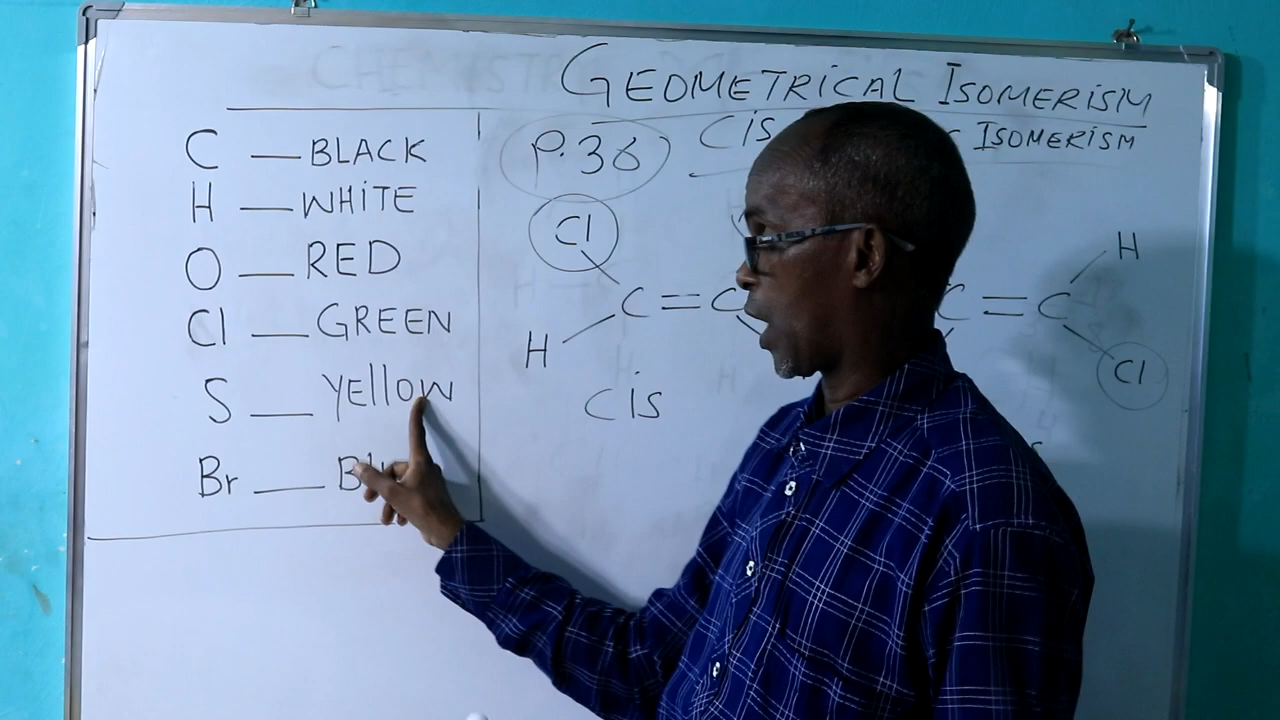 GEOMETRICAL ISOMERISM
Cis ISOMERISM
P.36
C — BLACK
H — WHITE
O — RED
Cl — GREEN
S — Yellow
Br —
Cl
H
C=C
H
C=C
H
Cl
Cis